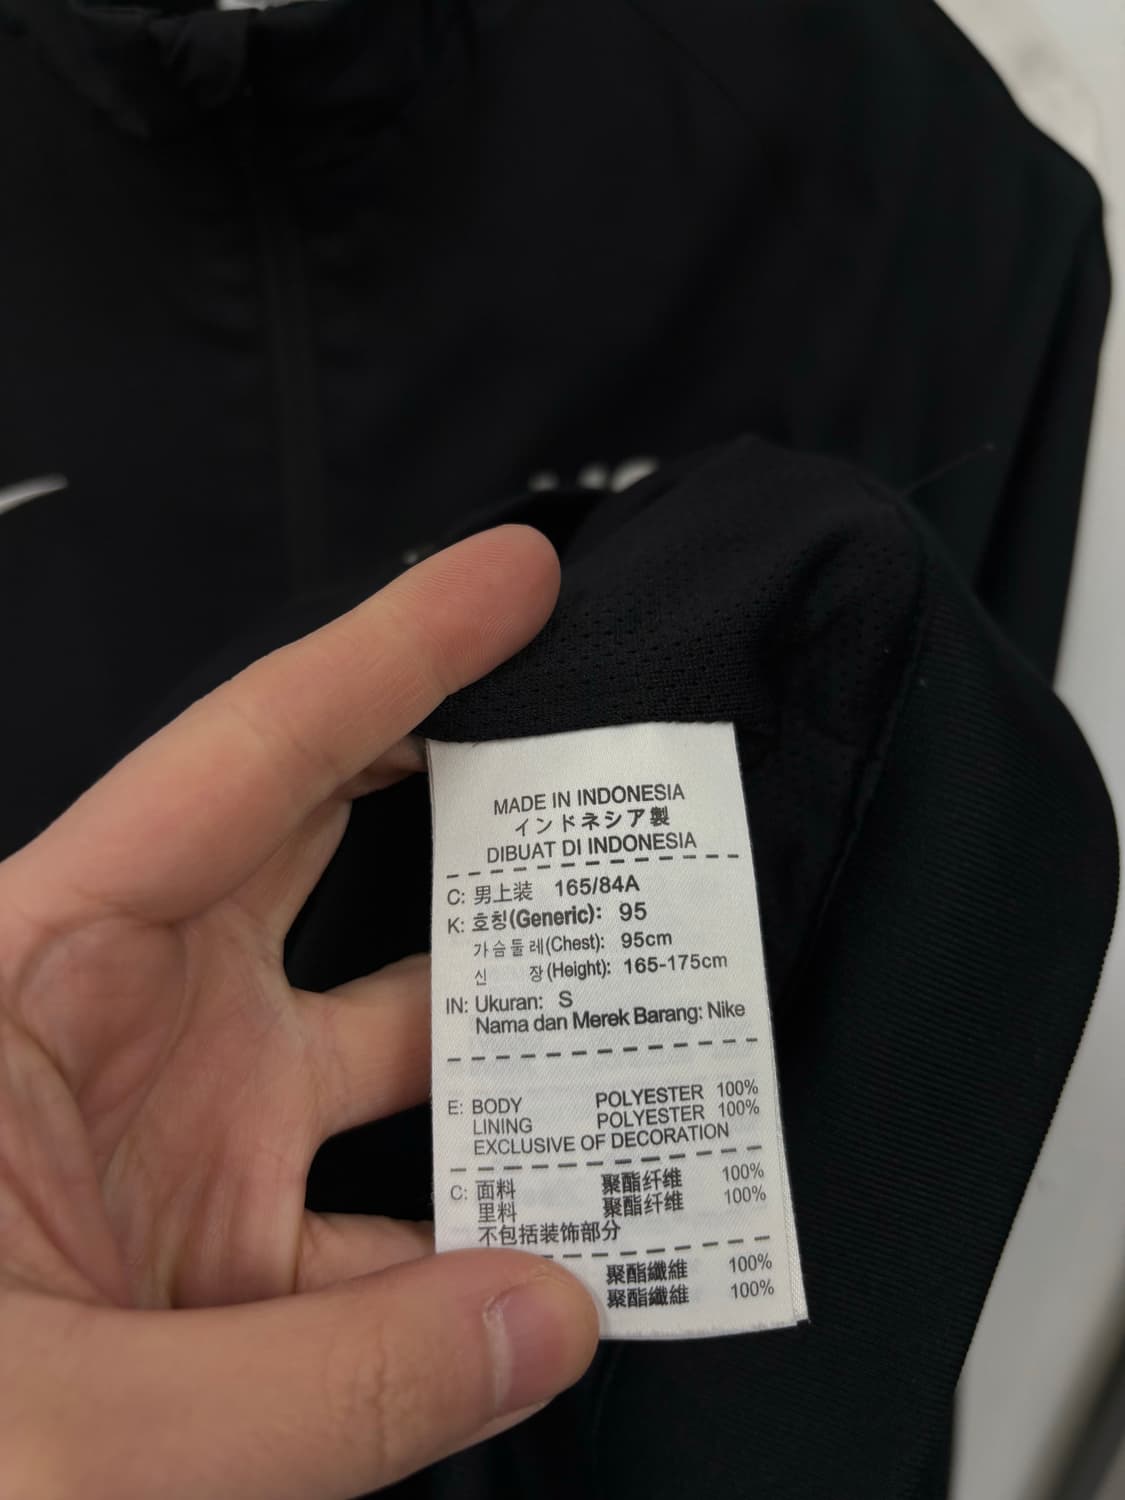 MADE IN INDONESIA
インドネシア製
DIBUAT DI INDONESIA
C: 男上装 165/84A
K: 호칭(Generic): 95
가슴둘레(Chest): 95cm
신 장(Height): 165-175cm
IN: Ukuran: S
Nama dan Merek Barang: Nike
E: BODY POLYESTER 100%
LINING POLYESTER 100%
EXCLUSIVE OF DECORATION
C: 面料 聚酯纤维 100%
里料 聚酯纤维 100%
不包括装饰部分
聚酯纖維 100%
聚酯纖維 100%